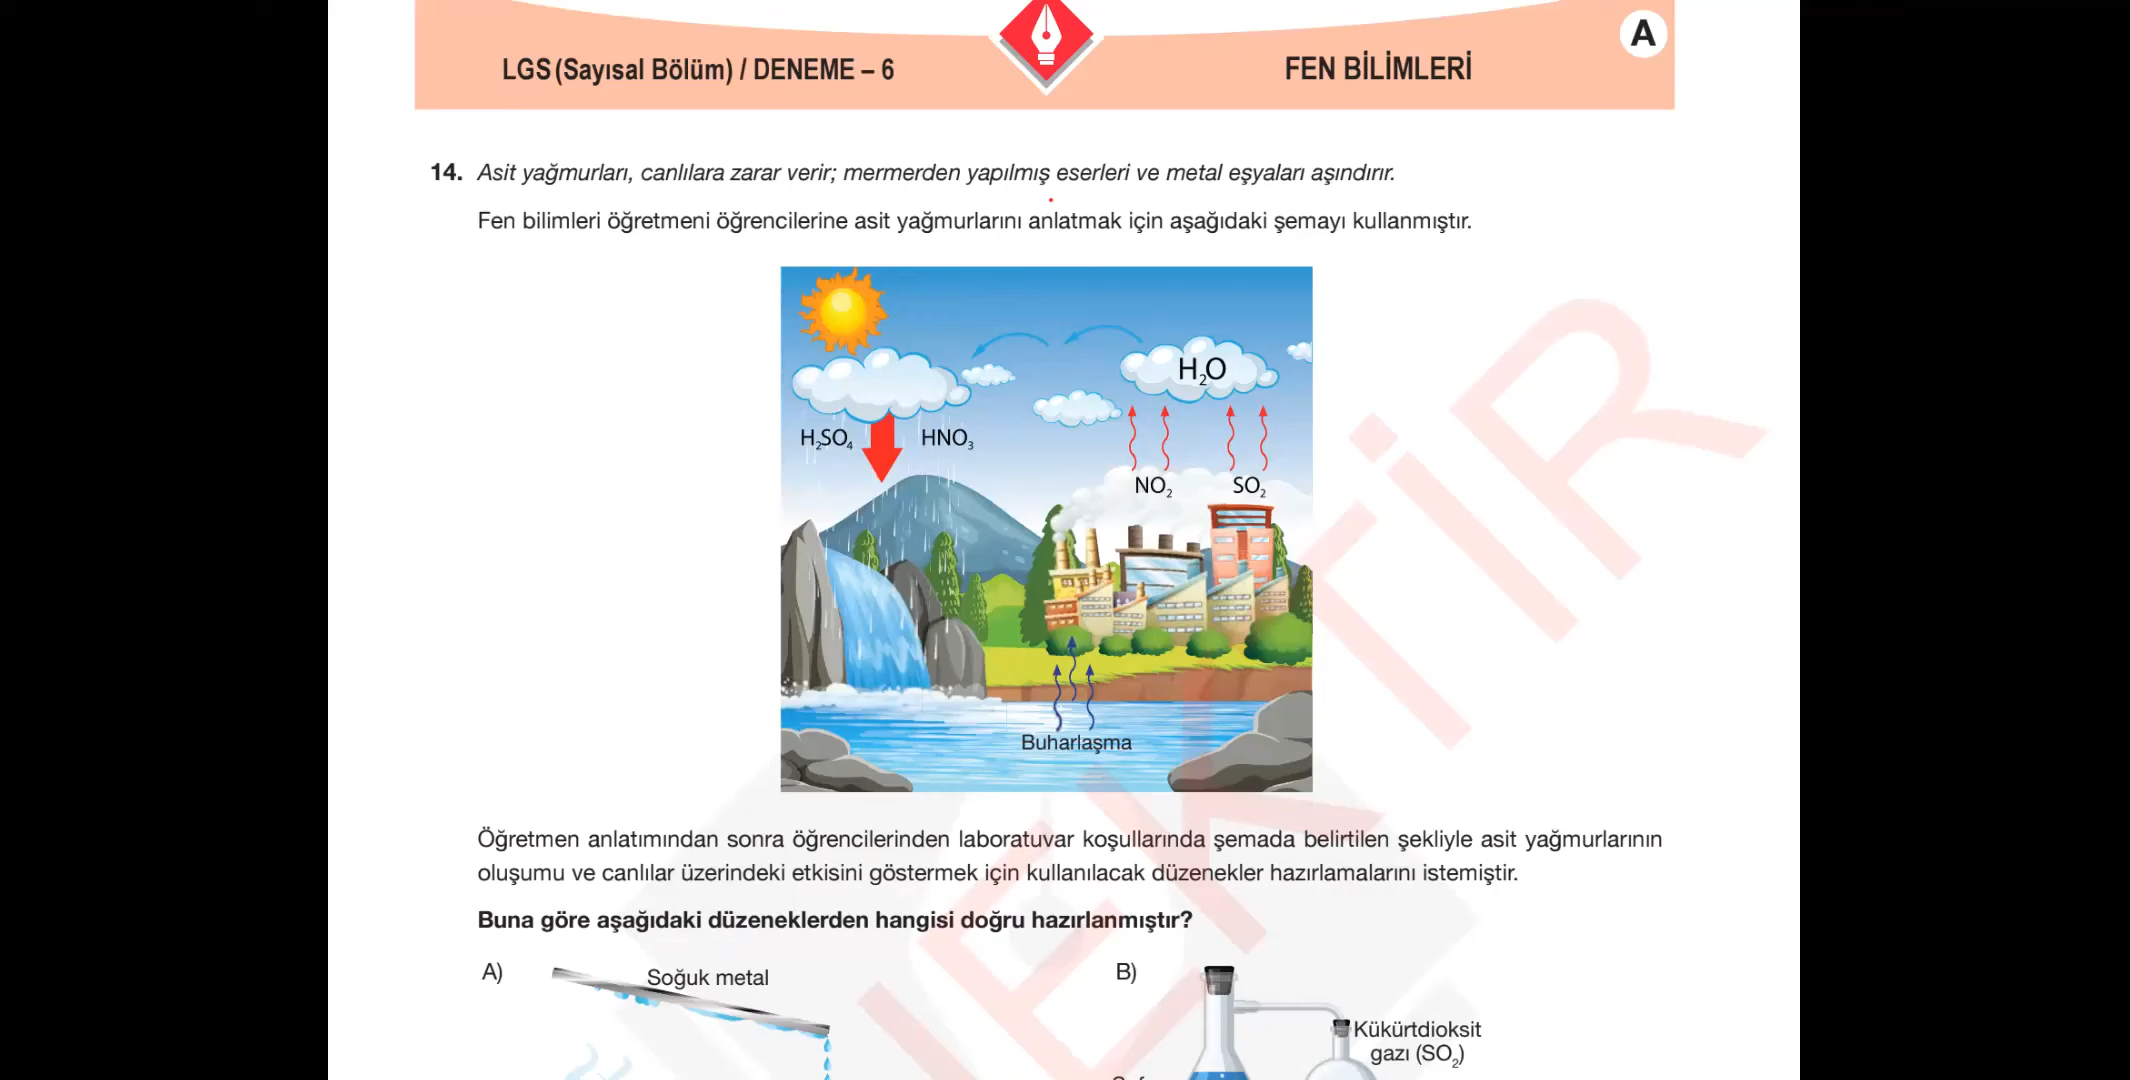 LGS (Sayısal Bölüm) / DENEME – 6
FEN BİLİMLERİ
A
14. Asit yağmurları, canlılara zarar verir; mermerden yapılmış eserleri ve metal eşyaları aşındırır.
Fen bilimleri öğretmeni öğrencilerine asit yağmurlarını anlatmak için aşağıdaki şemayı kullanmıştır.
H₂O
H₂SO₄
HNO₃
NO₂
SO₂
Buharlaşma
Öğretmen anlatımından sonra öğrencilerinden laboratuvar koşullarında şemada belirtilen şekliyle asit yağmurlarının
oluşumu ve canlılar üzerindeki etkisini göstermek için kullanılacak düzenekler hazırlamalarını istemiştir.
Buna göre aşağıdaki düzeneklerden hangisi doğru hazırlanmıştır?
A)
Soğuk metal
B)
Kükürtdioksit
gazı (SO₂)